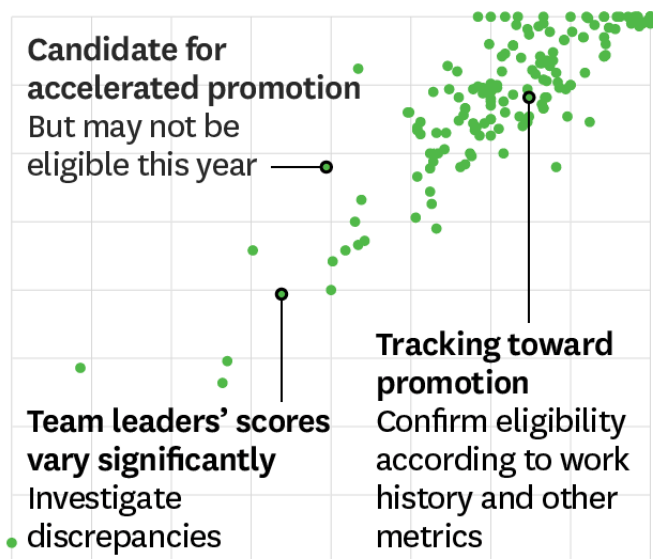 Candidate for
accelerated promotion
But may not be
eligible this year
Tracking toward
promotion
Confirm eligibility
according to work
history and other
metrics
Team leaders’ scores
vary significantly
Investigate
discrepancies